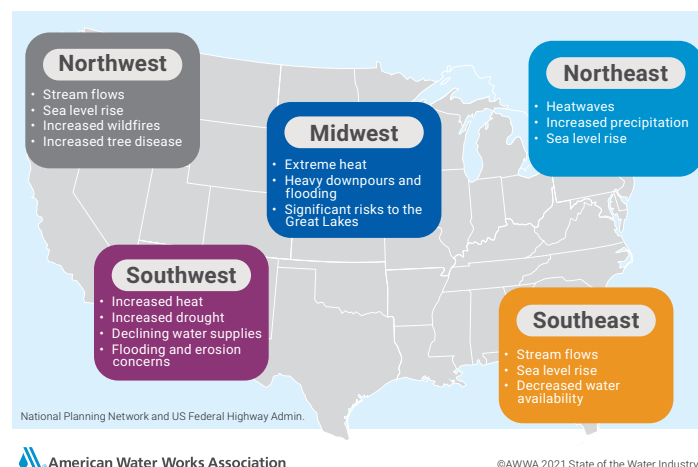 Northwest
• Stream flows
• Sea level rise
• Increased wildfires
• Increased tree disease
Northeast
• Heatwaves
• Increased precipitation
• Sea level rise
Midwest
• Extreme heat
• Heavy downpours and
flooding
• Significant risks to the
Great Lakes
Southwest
• Increased heat
• Increased drought
• Declining water supplies
• Flooding and erosion
concerns
Southeast
• Stream flows
• Sea level rise
• Decreased water
availability
National Planning Network and US Federal Highway Admin.
American Water Works Association
©AWWA 2021 State of the Water Industry